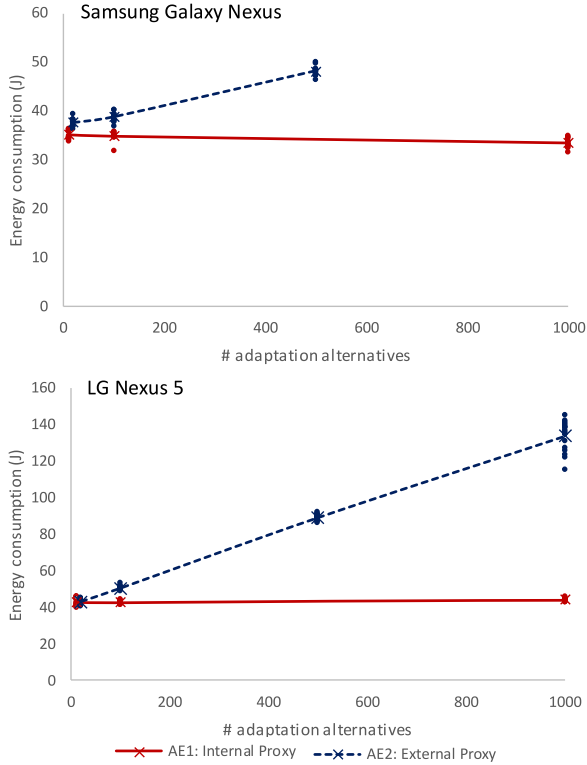 Samsung Galaxy Nexus
60
50
40
30
20
10
0
Energy consumption (J)
0 200 400 600 800 1000
# adaptation alternatives
LG Nexus 5
160
140
120
100
80
60
40
20
0
Energy consumption (J)
0 200 400 600 800 1000
# adaptation alternatives
AE1: Internal Proxy AE2: External Proxy